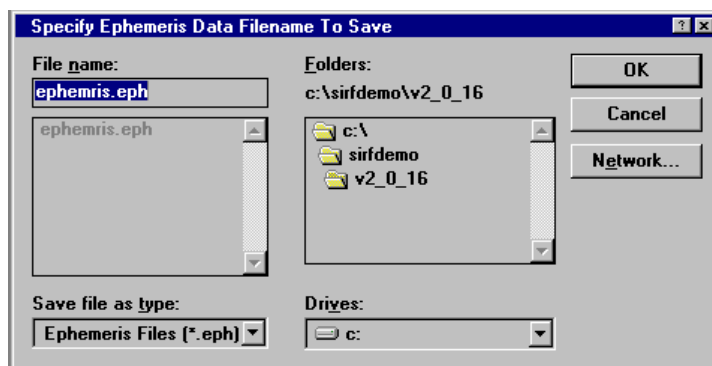 Specify Ephemeris Data Filename To Save
File name:
ephemris.eph
ephemris.eph
Save file as type:
Ephemeris Files (*.eph)
Folders:
c:\sirfdemo\v2_0_16
c:\
sirfdemo
v2_0_16
Drives:
c:
OK
Cancel
Network...